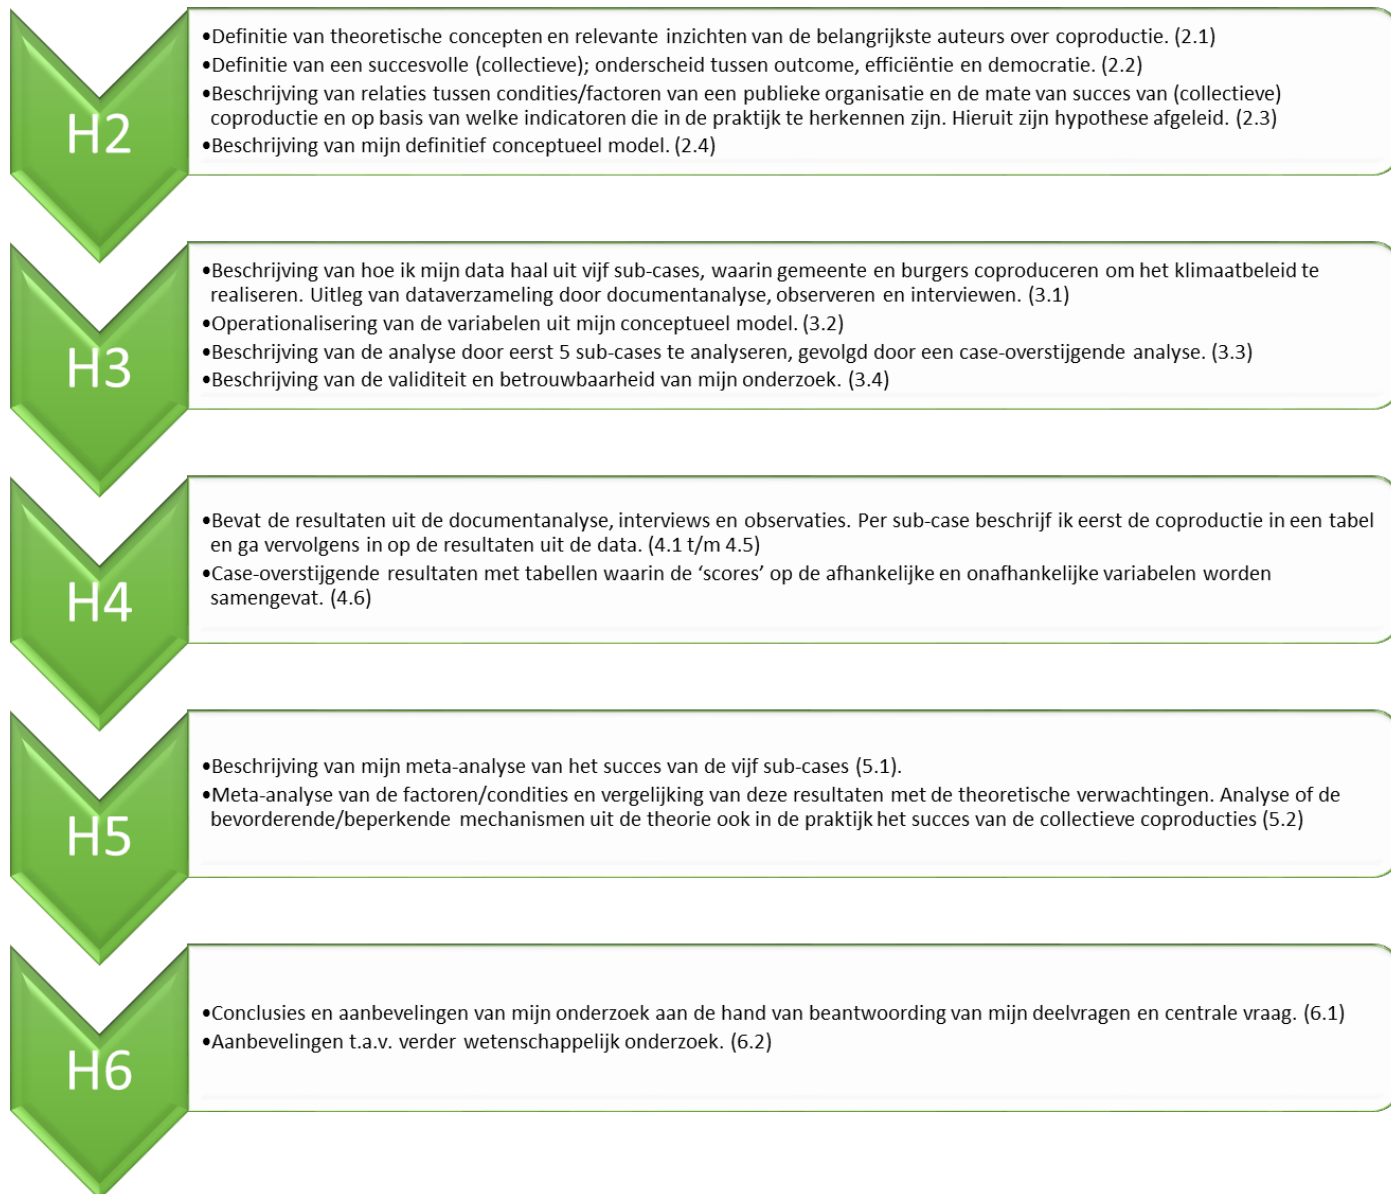 H2
•Definitie van theoretische concepten en relevante inzichten van de belangrijkste auteurs over coproductie. (2.1)
•Definitie van een succesvolle (collectieve); onderscheid tussen outcome, efficiëntie en democratie. (2.2)
•Beschrijving van relaties tussen condities/factoren van een publieke organisatie en de mate van succes van (collectieve)
coproductie en op basis van welke indicatoren die in de praktijk te herkennen zijn. Hieruit zijn hypothese afgeleid. (2.3)
•Beschrijving van mijn definitief conceptueel model. (2.4)
H3
•Beschrijving van hoe ik mijn data haal uit vijf sub-cases, waarin gemeente en burgers coproduceren om het klimaatbeleid te
realiseren. Uitleg van dataverzameling door documentanalyse, observeren en interviewen. (3.1)
•Operationalisering van de variabelen uit mijn conceptueel model. (3.2)
•Beschrijving van de analyse door eerst 5 sub-cases te analyseren, gevolgd door een case-overstijgende analyse. (3.3)
•Beschrijving van de validiteit en betrouwbaarheid van mijn onderzoek. (3.4)
H4
•Bevat de resultaten uit de documentanalyse, interviews en observaties. Per sub-case beschrijf ik eerst de coproductie in een tabel
en ga vervolgens in op de resultaten uit de data. (4.1 t/m 4.5)
•Case-overstijgende resultaten met tabellen waarin de ‘scores’ op de afhankelijke en onafhankelijke variabelen worden
samengevat. (4.6)
H5
•Beschrijving van mijn meta-analyse van het succes van de vijf sub-cases (5.1).
•Meta-analyse van de factoren/condities en vergelijking van deze resultaten met de theoretische verwachtingen. Analyse of de
bevorderende/beperkende mechanismen uit de theorie ook in de praktijk het succes van de collectieve coproducties (5.2)
H6
•Conclusies en aanbevelingen van mijn onderzoek aan de hand van beantwoording van mijn deelvragen en centrale vraag. (6.1)
•Aanbevelingen t.a.v. verder wetenschappelijk onderzoek. (6.2)